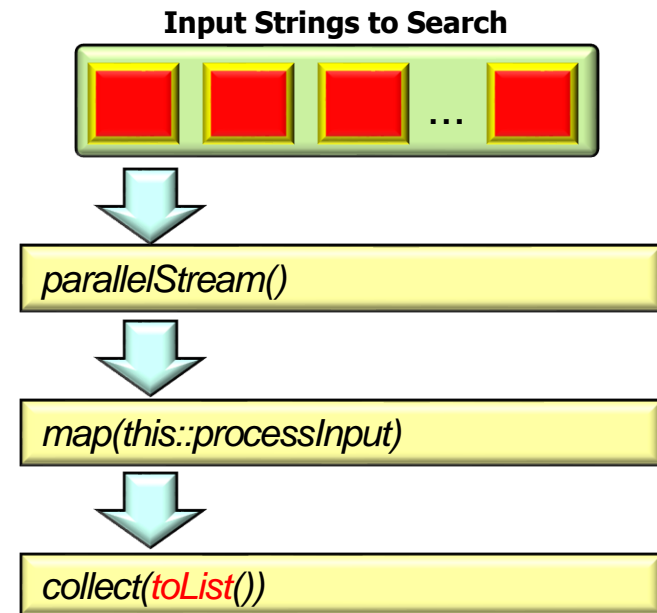 Input Strings to Search
...
parallelStream()
map(this::processInput)
collect(toList())